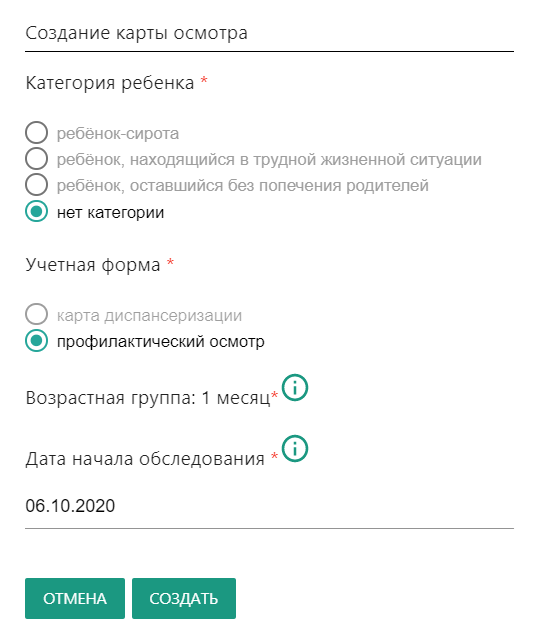 Создание карты осмотра
Категория ребенка *
ребёнок-сирота
ребёнок, находящийся в трудной жизненной ситуации
ребёнок, оставшийся без попечения родителей
нет категории
Учетная форма *
карта диспансеризации
профилактический осмотр
Возрастная группа: 1 месяц*
Дата начала обследования *
06.10.2020
ОТМЕНА СОЗДАТЬ